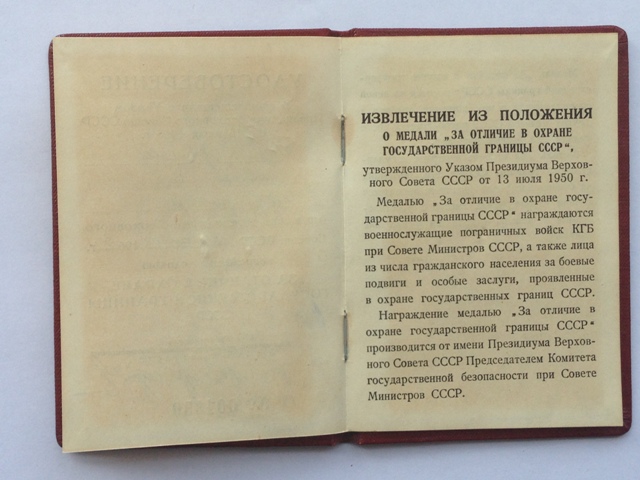 ИЗВЛЕЧЕНИЕ ИЗ ПОЛОЖЕНИЯ
О МЕДАЛИ „ЗА ОТЛИЧИЕ В ОХРАНЕ
ГОСУДАРСТВЕННОЙ ГРАНИЦЫ СССР“,
утвержденного Указом Президиума Верхов-
ного Совета СССР от 13 июля 1950 г.
Медалью „За отличие в охране госу-
дарственной границы СССР“ награждаются
военнослужащие пограничных войск КГБ
при Совете Министров СССР, а также лица
из числа гражданского населения за боевые
подвиги и особые заслуги, проявленные
в охране государственных границ СССР.
Награждение медалью „За отличие в
охране государственной границы СССР“
производится от имени Президиума Верхов-
ного Совета СССР Председателем Комитета
государственной безопасности при Совете
Министров СССР.